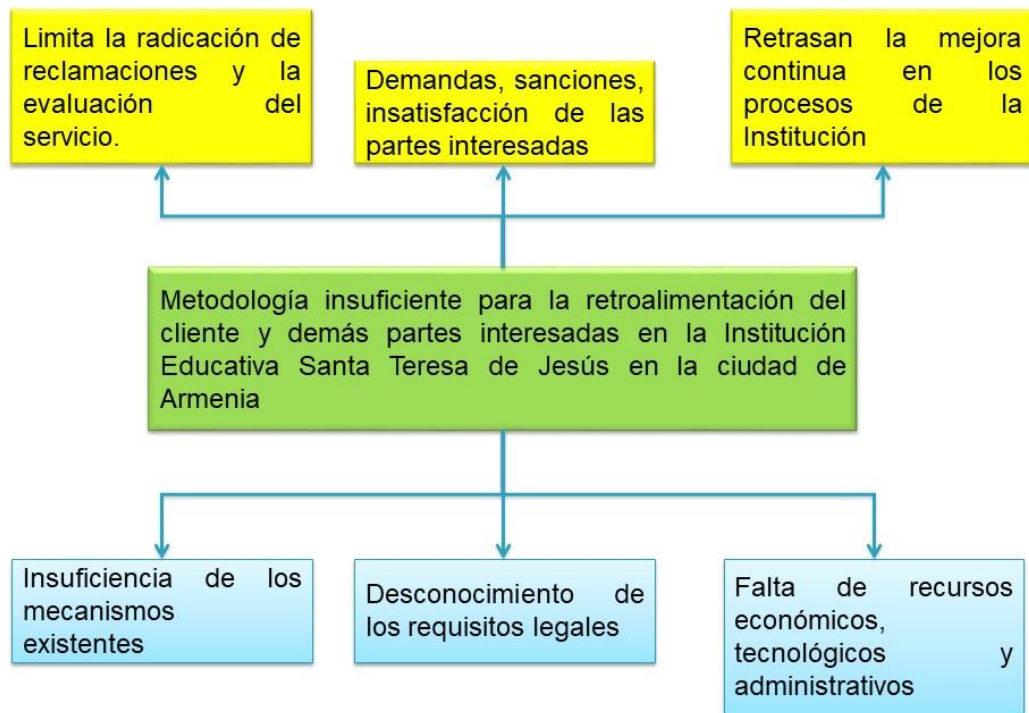 Limita la radicación de
reclamaciones y la
evaluación del
servicio.
Demandas, sanciones,
insatisfacción de las
partes interesadas
Retrasan la mejora
continua en los
procesos de la
Institución
Metodología insuficiente para la retroalimentación del
cliente y demás partes interesadas en la Institución
Educativa Santa Teresa de Jesús en la ciudad de
Armenia
Insuficiencia de los
mecanismos
existentes
Desconocimiento de
los requisitos legales
Falta de recursos
económicos,
tecnológicos y
administrativos